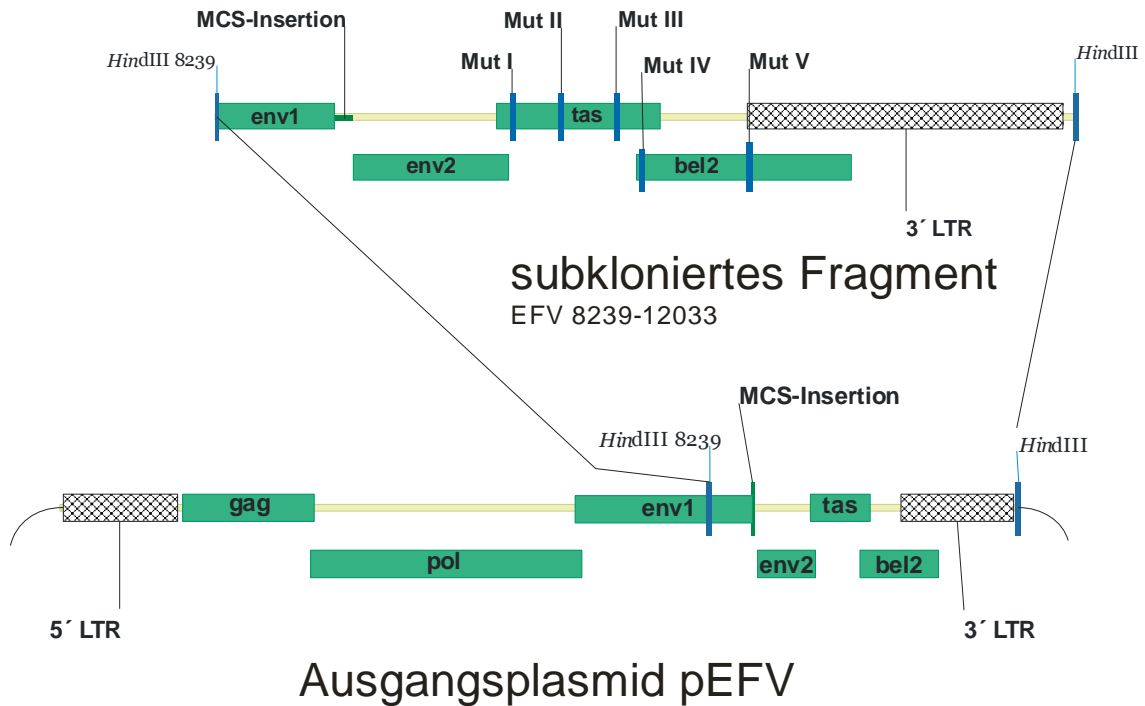 MCS-Insertion
Mut II
Mut III
HindIII 8239
Mut I
Mut IV
Mut V
HindIII
env1
tas
env2
bel2
3´ LTR
subkloniertes Fragment
EFV 8239-12033
MCS-Insertion
HindIII 8239
HindIII
gag
env1
tas
pol
env2
bel2
5´ LTR
3´ LTR
Ausgangsplasmid pEFV